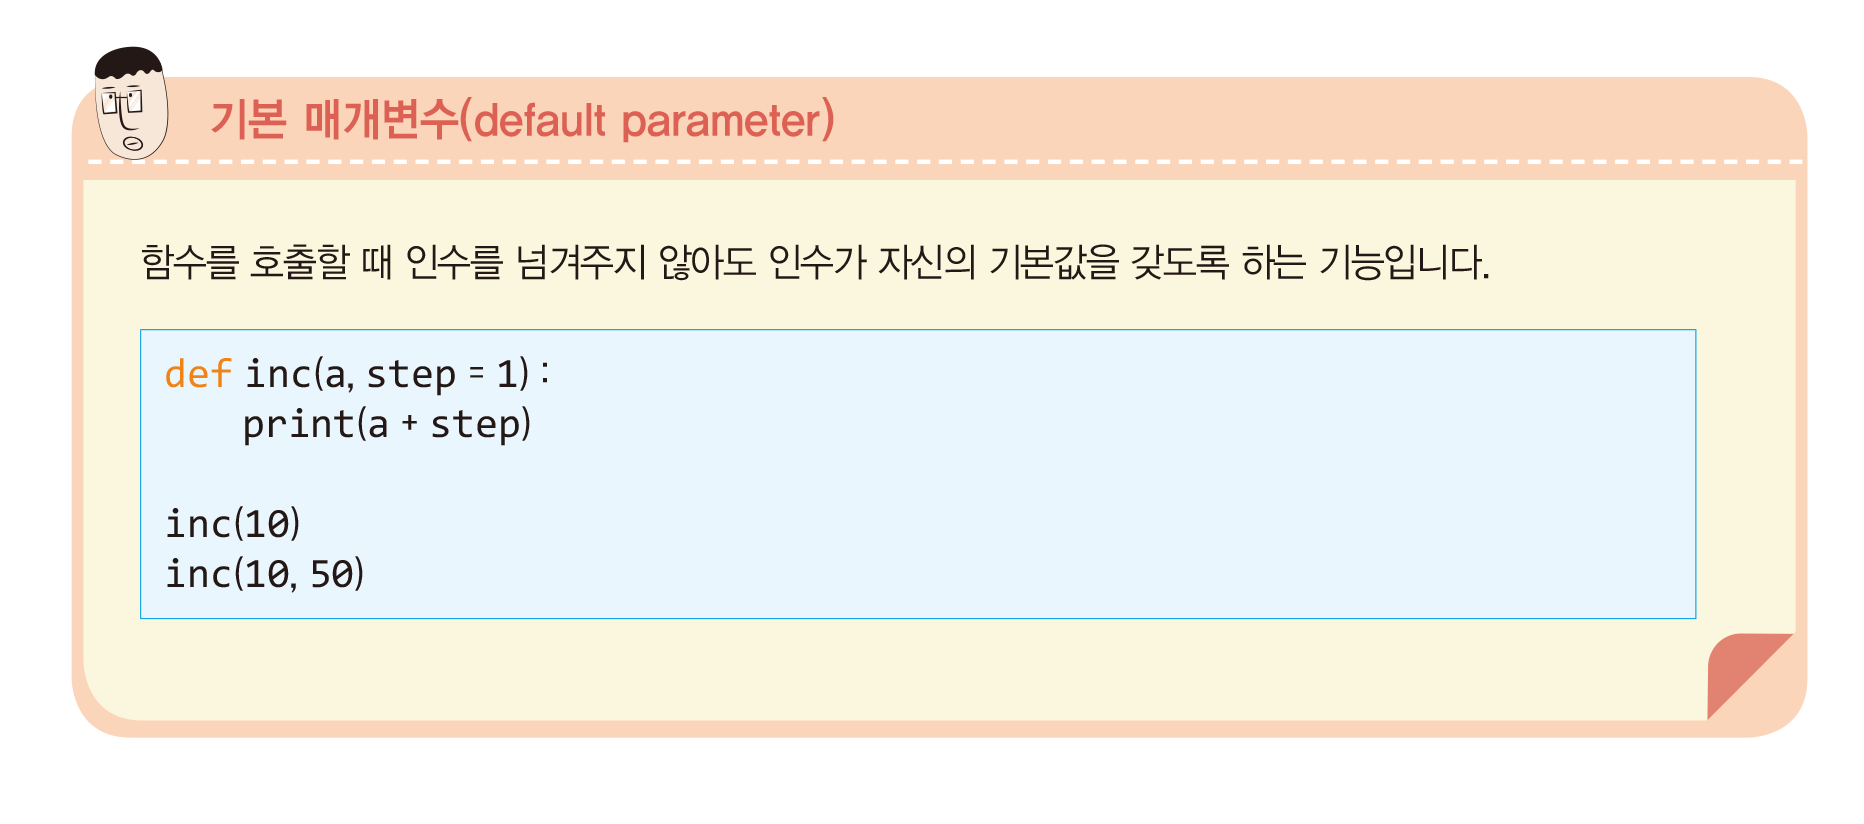 기본 매개변수(default parameter)
함수를 호출할 때 인수를 넘겨주지 않아도 인수가 자신의 기본값을 갖도록 하는 기능입니다.
def inc(a, step = 1) :
    print(a + step)
inc(10)
inc(10, 50)